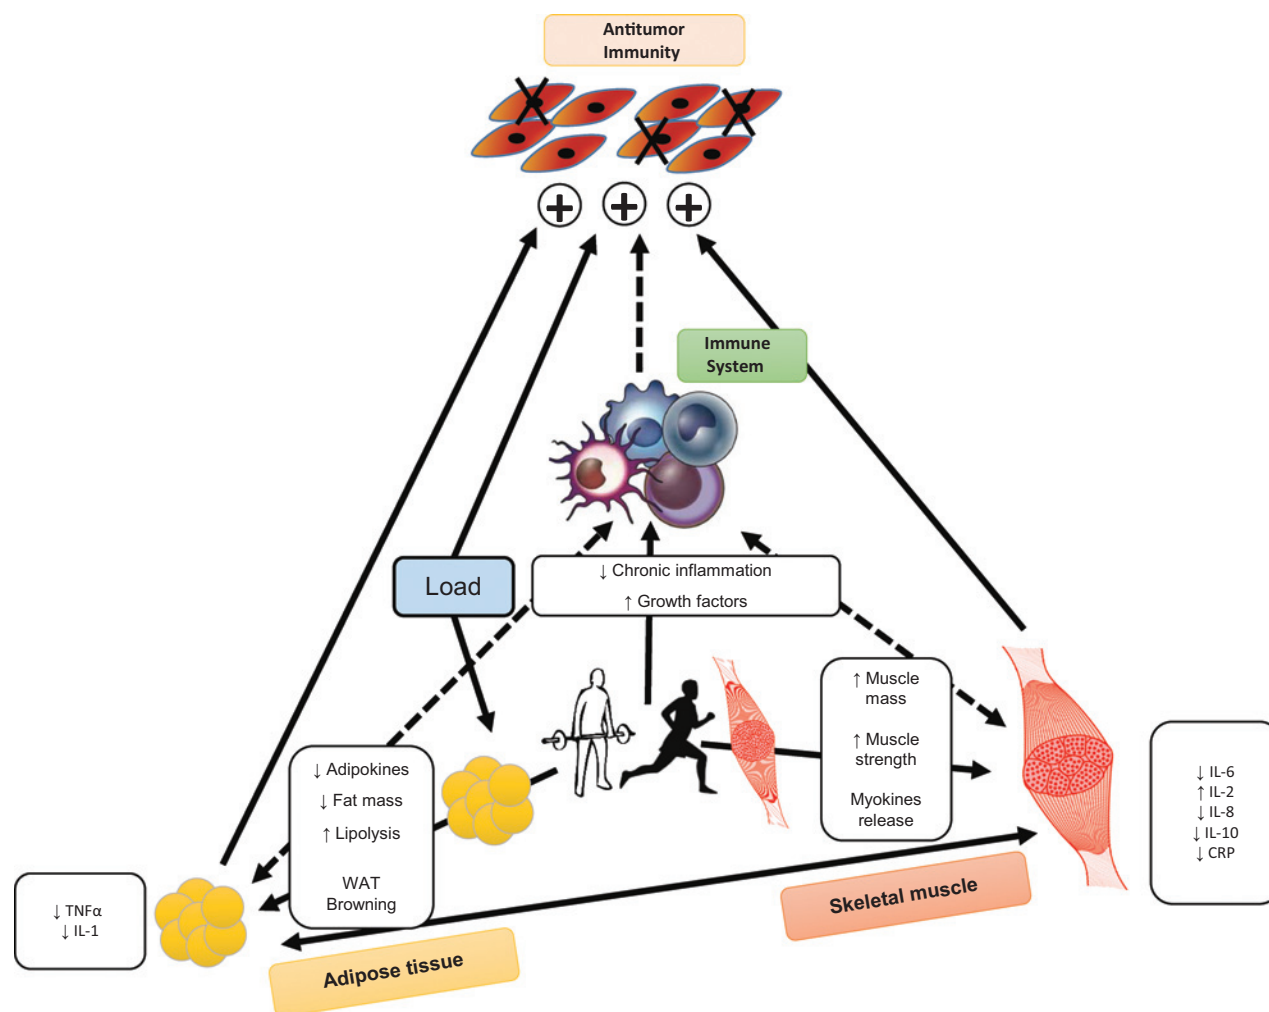 Antitumor
Immunity
Immune
System
Load
↓ Chronic inflammation
↑ Growth factors
↑ Muscle
mass
↑ Muscle
strength
Myokines
release
↓ Adipokines
↓ Fat mass
↑ Lipolysis
WAT
Browning
↓ IL-6
↑ IL-2
↓ IL-8
↓ IL-10
↓ CRP
Skeletal muscle
↓ TNFα
↓ IL-1
Adipose tissue